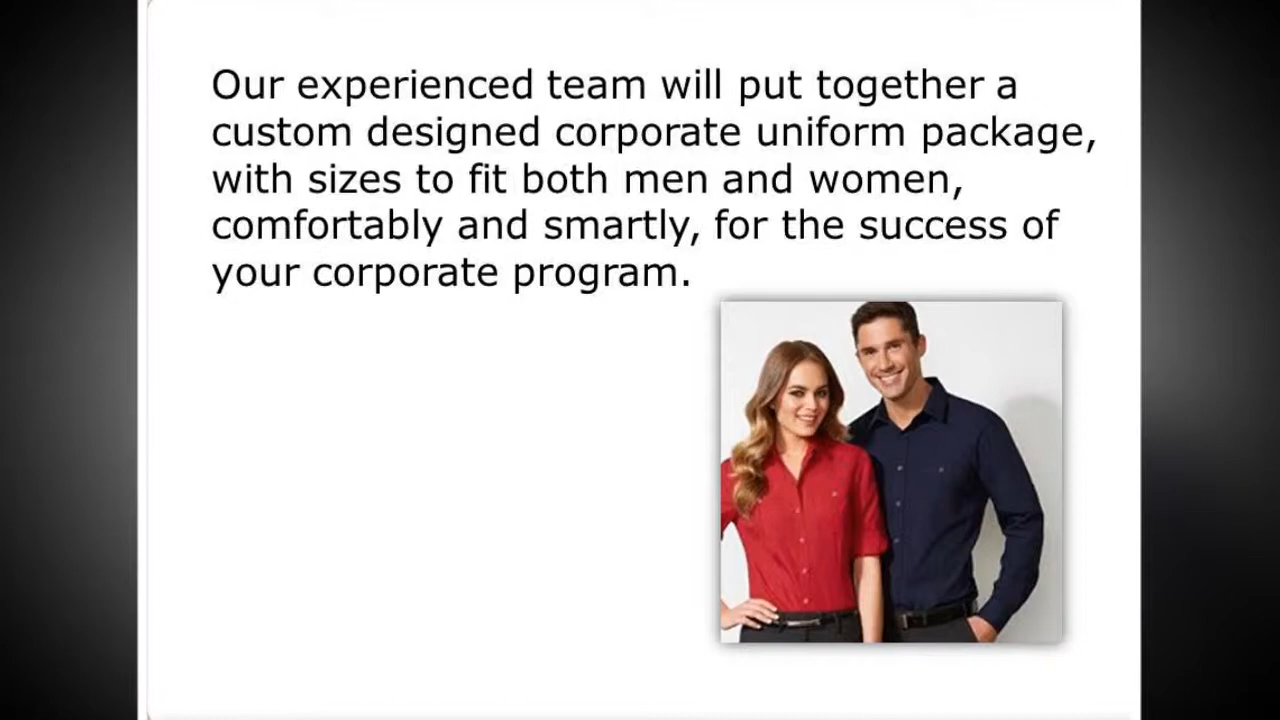 Our experienced team will put together a
custom designed corporate uniform package,
with sizes to fit both men and women,
comfortably and smartly, for the success of
your corporate program.